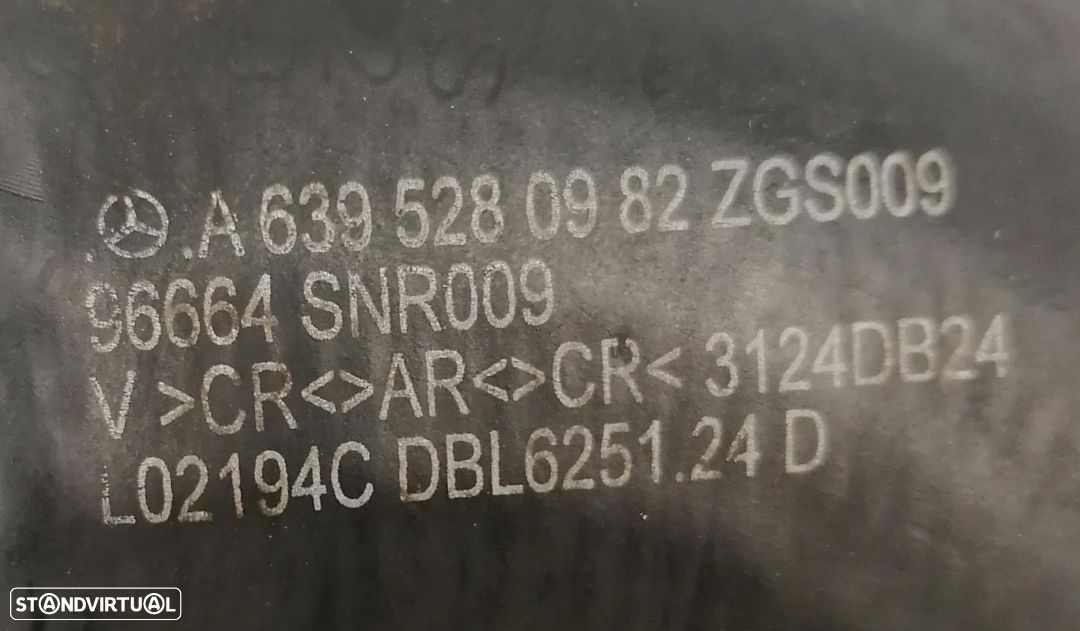 .A 639 528 09 82 ZGS009
96664 SNR009
V >CR<>AR<>CR< 3124DB24
L02194C DBL6251.24 D
STANDVIRTUAL